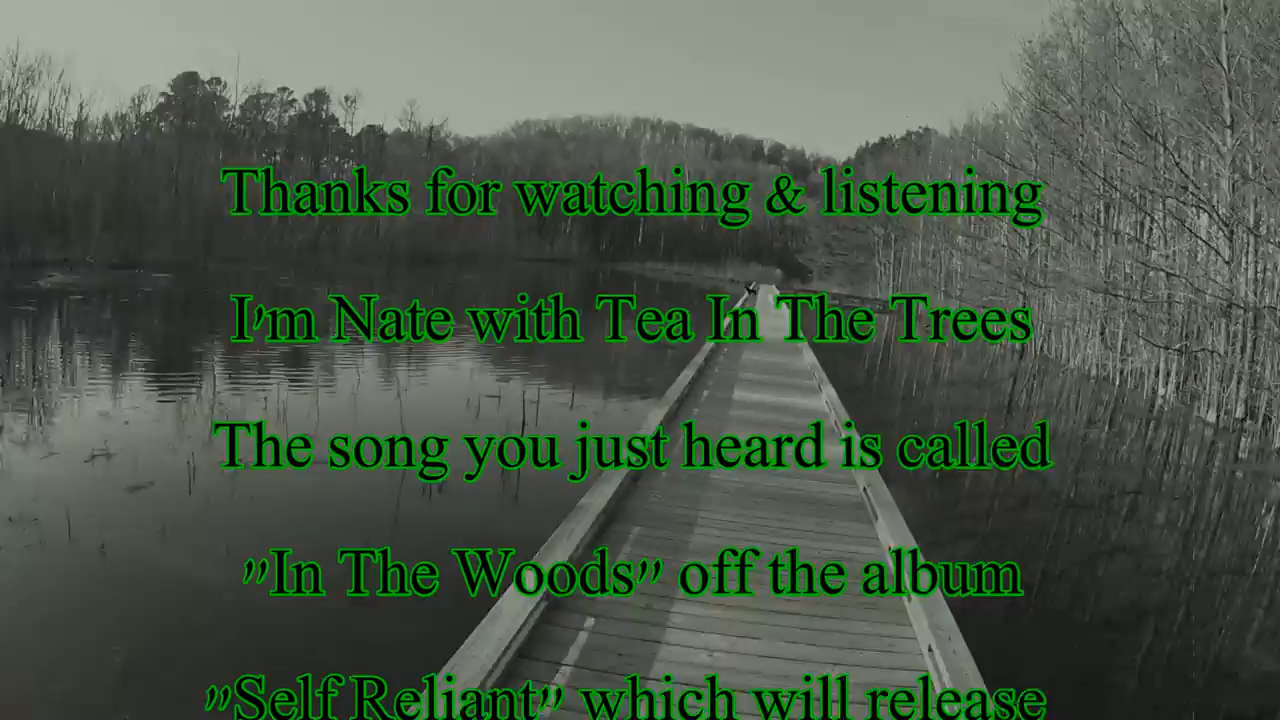 Thanks for watching & listening
I'm Nate with Tea In The Trees
The song you just heard is called
"In The Woods" off the album
"Self Reliant" which will release